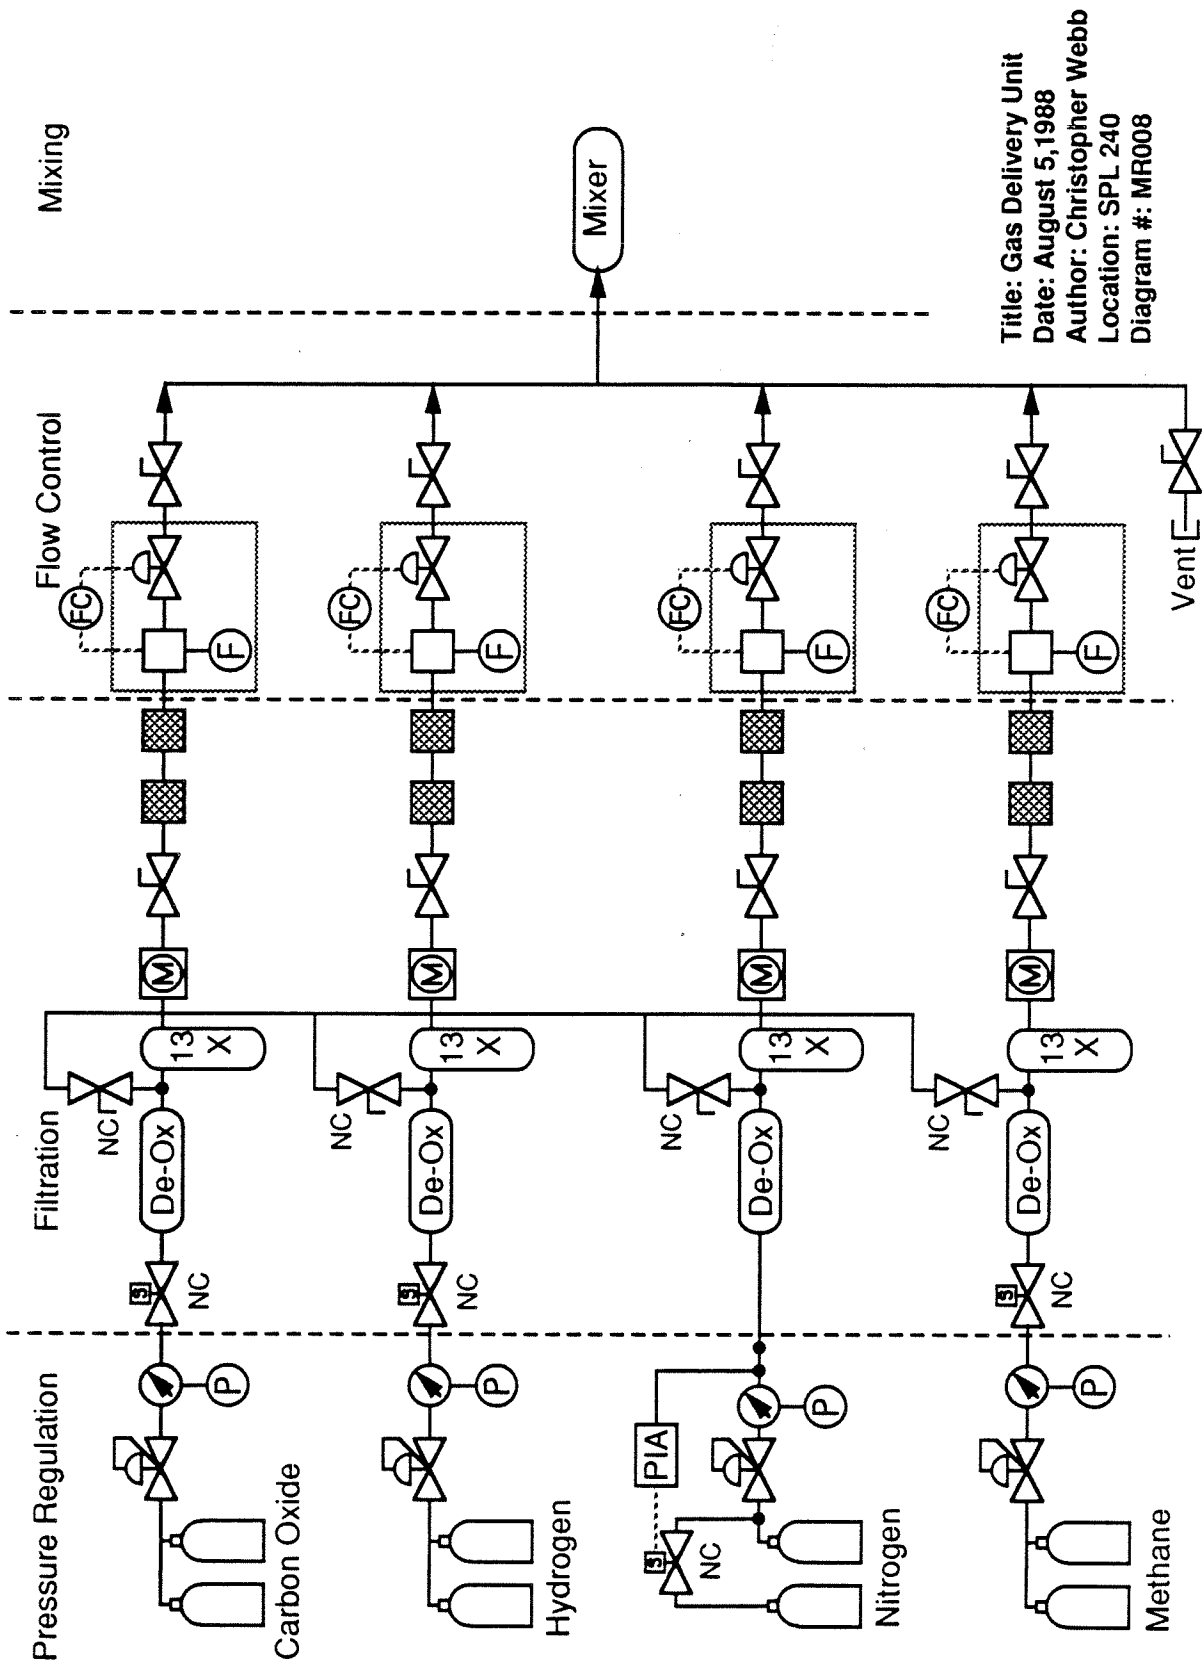 Pressure Regulation
Filtration
Flow Control
Mixing
P
S
NC
De-Ox
NC
13
X
M
FC
F
Carbon Oxide
P
S
NC
De-Ox
NC
13
X
M
FC
F
Hydrogen
Mixer
S
NC
PIA
P
De-Ox
NC
13
X
M
FC
F
Nitrogen
P
S
NC
De-Ox
NC
13
X
M
FC
F
Methane
Vent
Title: Gas Delivery Unit
Date: August 5,1988
Author: Christopher Webb
Location: SPL 240
Diagram #: MR008